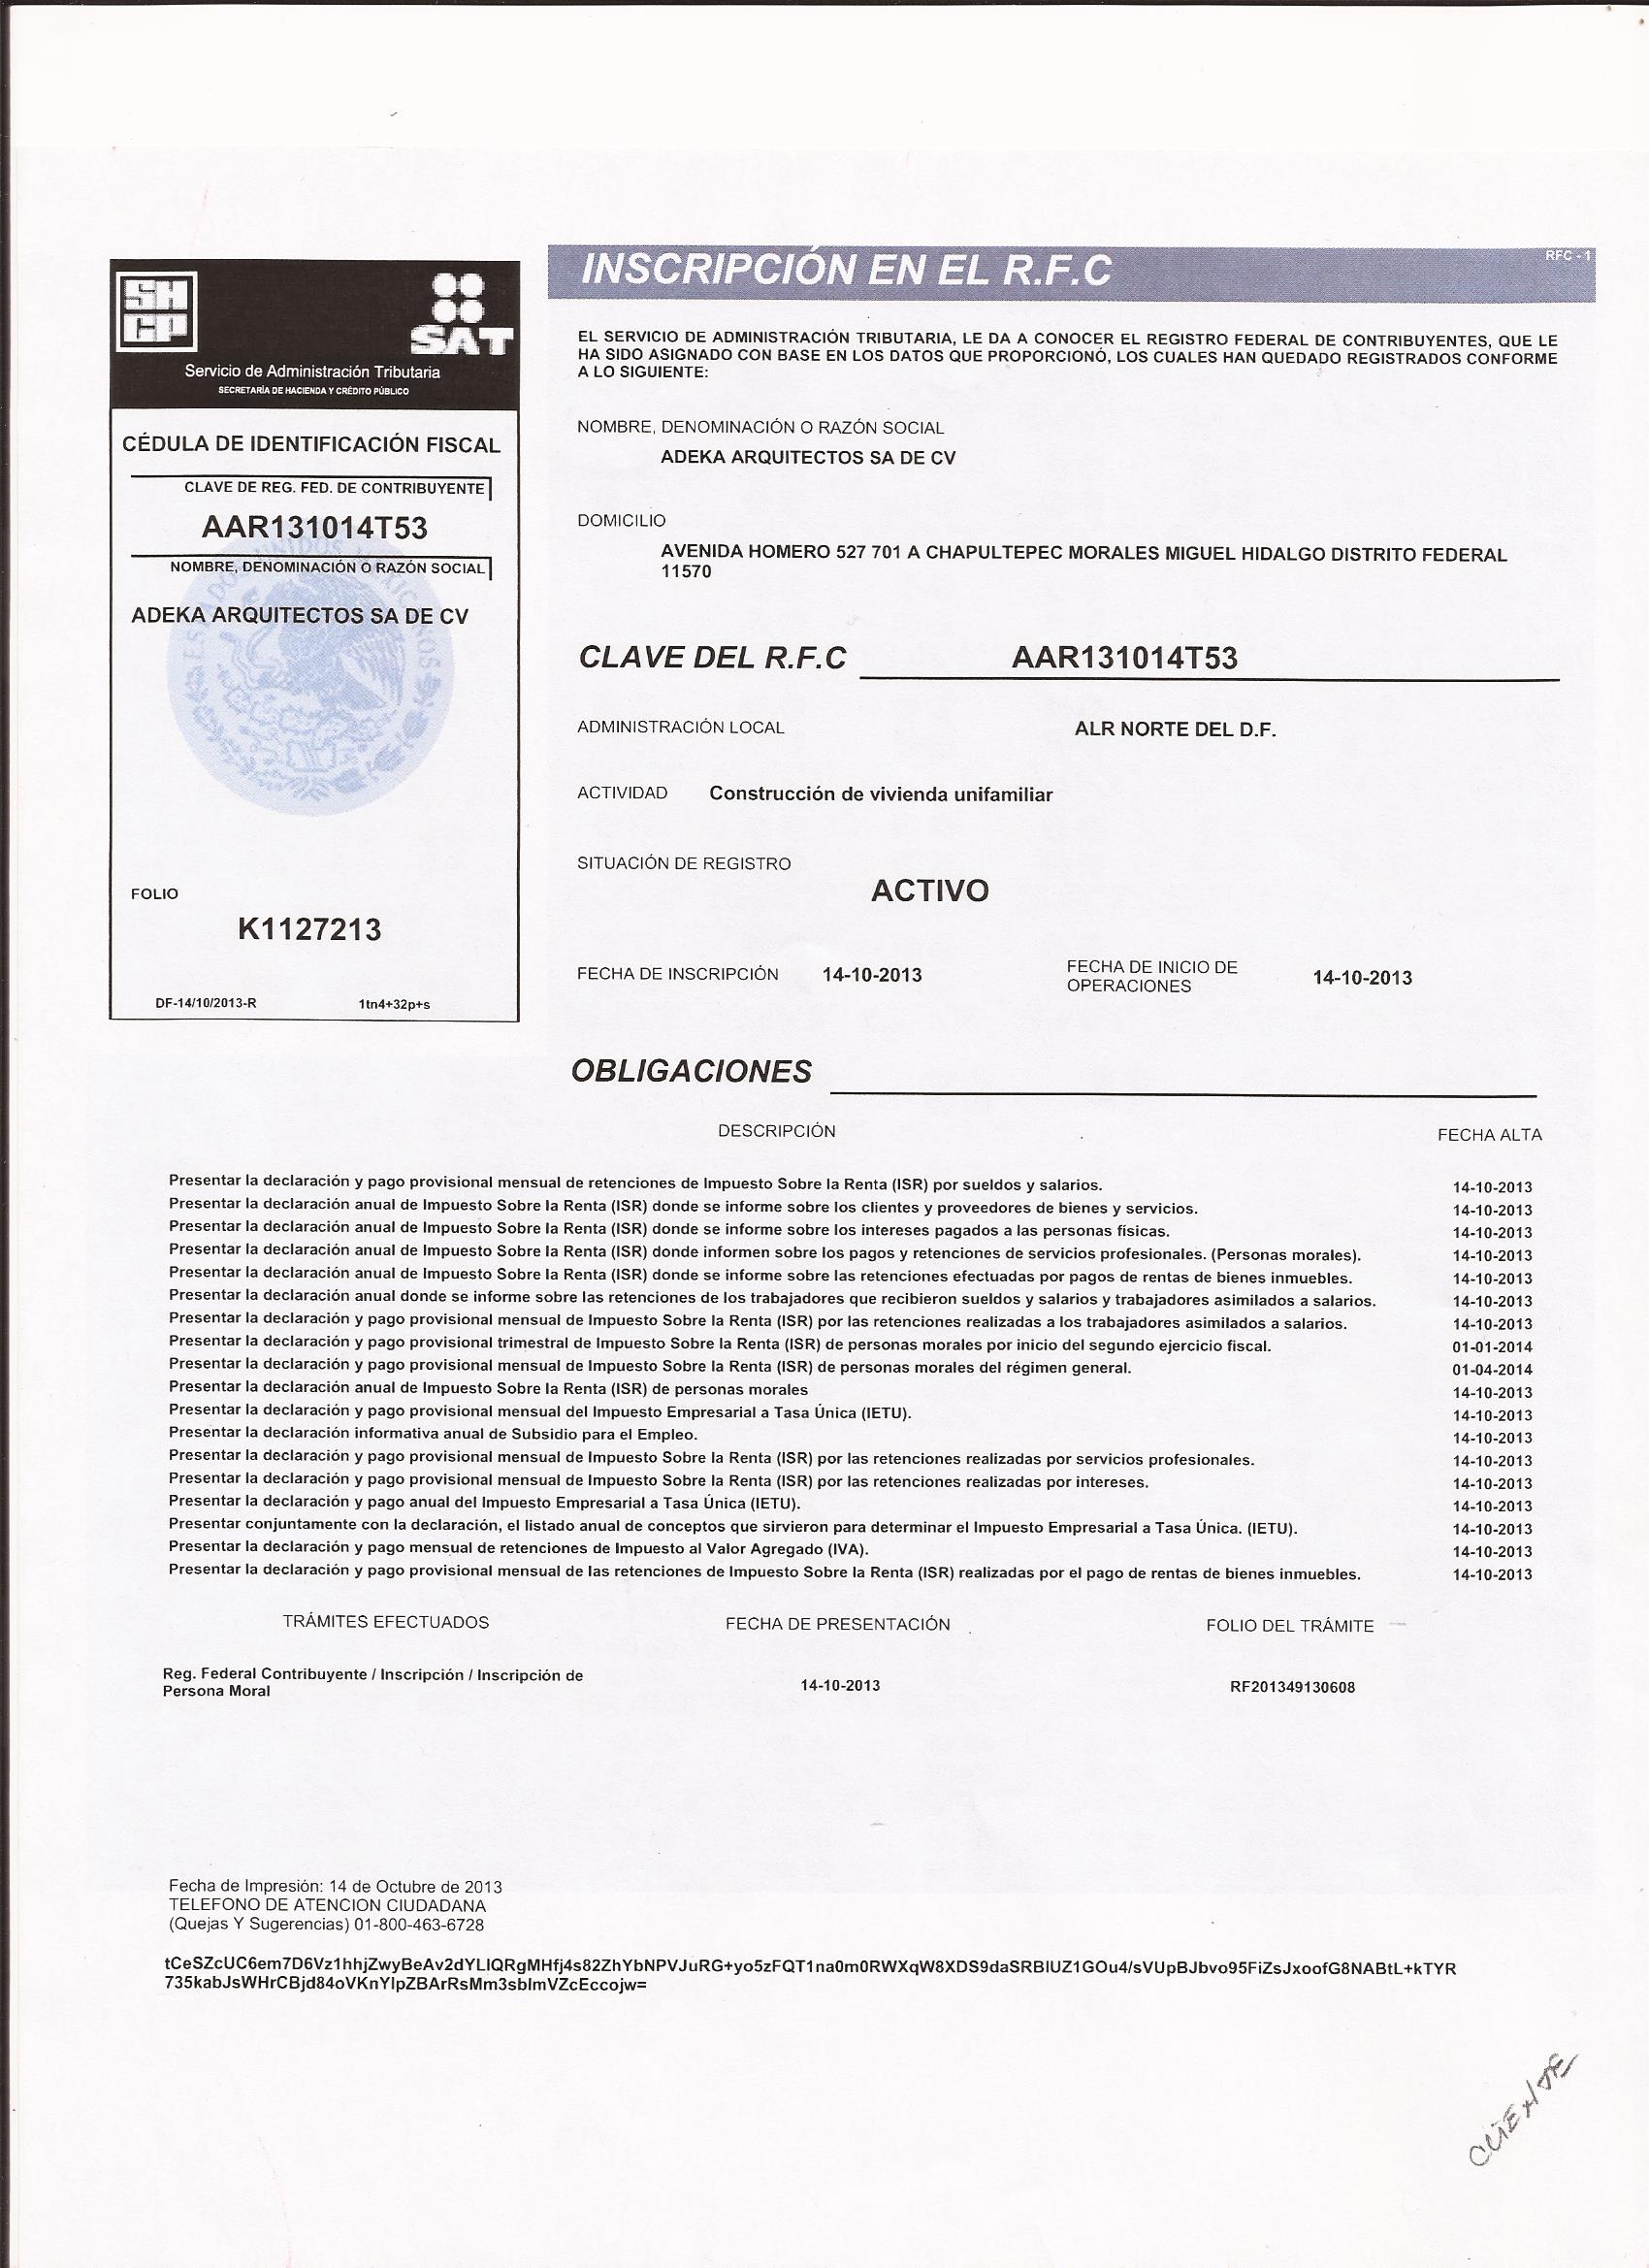 SH
CP
SAT
Servicio de Administración Tributaria
SECRETARÍA DE HACIENDA Y CRÉDITO PÚBLICO
CÉDULA DE IDENTIFICACIÓN FISCAL
CLAVE DE REG. FED. DE CONTRIBUYENTE
AAR131014T53
NOMBRE, DENOMINACIÓN O RAZÓN SOCIAL
ADEKA ARQUITECTOS SA DE CV
FOLIO
K1127213
DF-14/10/2013-R 1tn4+32p+s
INSCRIPCIÓN EN EL R.F.C
RFC - 1
EL SERVICIO DE ADMINISTRACIÓN TRIBUTARIA, LE DA A CONOCER EL REGISTRO FEDERAL DE CONTRIBUYENTES, QUE LE
HA SIDO ASIGNADO CON BASE EN LOS DATOS QUE PROPORCIONÓ, LOS CUALES HAN QUEDADO REGISTRADOS CONFORME
A LO SIGUIENTE:
NOMBRE, DENOMINACIÓN O RAZÓN SOCIAL
ADEKA ARQUITECTOS SA DE CV
DOMICILIO
AVENIDA HOMERO 527 701 A CHAPULTEPEC MORALES MIGUEL HIDALGO DISTRITO FEDERAL
11570
CLAVE DEL R.F.C AAR131014T53
ADMINISTRACIÓN LOCAL ALR NORTE DEL D.F.
ACTIVIDAD Construcción de vivienda unifamiliar
SITUACIÓN DE REGISTRO
ACTIVO
FECHA DE INSCRIPCIÓN 14-10-2013
FECHA DE INICIO DE
OPERACIONES
14-10-2013
OBLIGACIONES
DESCRIPCIÓN FECHA ALTA
Presentar la declaración y pago provisional mensual de retenciones de Impuesto Sobre la Renta (ISR) por sueldos y salarios. 14-10-2013
Presentar la declaración anual de Impuesto Sobre la Renta (ISR) donde se informe sobre los clientes y proveedores de bienes y servicios. 14-10-2013
Presentar la declaración anual de Impuesto Sobre la Renta (ISR) donde se informe sobre los intereses pagados a las personas físicas. 14-10-2013
Presentar la declaración anual de Impuesto Sobre la Renta (ISR) donde informen sobre los pagos y retenciones de servicios profesionales. (Personas morales). 14-10-2013
Presentar la declaración anual de Impuesto Sobre la Renta (ISR) donde se informe sobre las retenciones efectuadas por pagos de rentas de bienes inmuebles. 14-10-2013
Presentar la declaración anual donde se informe sobre las retenciones de los trabajadores que recibieron sueldos y salarios y trabajadores asimilados a salarios. 14-10-2013
Presentar la declaración y pago provisional mensual de Impuesto Sobre la Renta (ISR) por las retenciones realizadas a los trabajadores asimilados a salarios. 14-10-2013
Presentar la declaración y pago provisional trimestral de Impuesto Sobre la Renta (ISR) de personas morales por inicio del segundo ejercicio fiscal. 01-01-2014
Presentar la declaración y pago provisional mensual de Impuesto Sobre la Renta (ISR) de personas morales del régimen general. 01-04-2014
Presentar la declaración anual de Impuesto Sobre la Renta (ISR) de personas morales 14-10-2013
Presentar la declaración y pago provisional mensual del Impuesto Empresarial a Tasa Única (IETU). 14-10-2013
Presentar la declaración informativa anual de Subsidio para el Empleo. 14-10-2013
Presentar la declaración y pago provisional mensual de Impuesto Sobre la Renta (ISR) por las retenciones realizadas por servicios profesionales. 14-10-2013
Presentar la declaración y pago provisional mensual de Impuesto Sobre la Renta (ISR) por las retenciones realizadas por intereses. 14-10-2013
Presentar la declaración y pago anual del Impuesto Empresarial a Tasa Única (IETU). 14-10-2013
Presentar conjuntamente con la declaración, el listado anual de conceptos que sirvieron para determinar el Impuesto Empresarial a Tasa Única. (IETU). 14-10-2013
Presentar la declaración y pago mensual de retenciones de Impuesto al Valor Agregado (IVA). 14-10-2013
Presentar la declaración y pago provisional mensual de las retenciones de Impuesto Sobre la Renta (ISR) realizadas por el pago de rentas de bienes inmuebles. 14-10-2013
TRÁMITES EFECTUADOS FECHA DE PRESENTACIÓN FOLIO DEL TRÁMITE
Reg. Federal Contribuyente / Inscripción / Inscripción de
Persona Moral
14-10-2013 RF201349130608
Fecha de Impresión: 14 de Octubre de 2013
TELEFONO DE ATENCION CIUDADANA
(Quejas Y Sugerencias) 01-800-463-6728
tCeSZcUC6em7D6Vz1hhjZwyBeAv2dYLIQRgMHfj4s82ZhYbNPVJuRG+yo5zFQT1na0m0RWXqW8XDS9daSRBIUZ1GOu4/sVUpBJbvo95FiZsJxoofG8NABtL+kTYR
735kabJsWHrCBjd84oVKnYlpZBArRsMm3sbImVZcEccojw=
CLIENTE